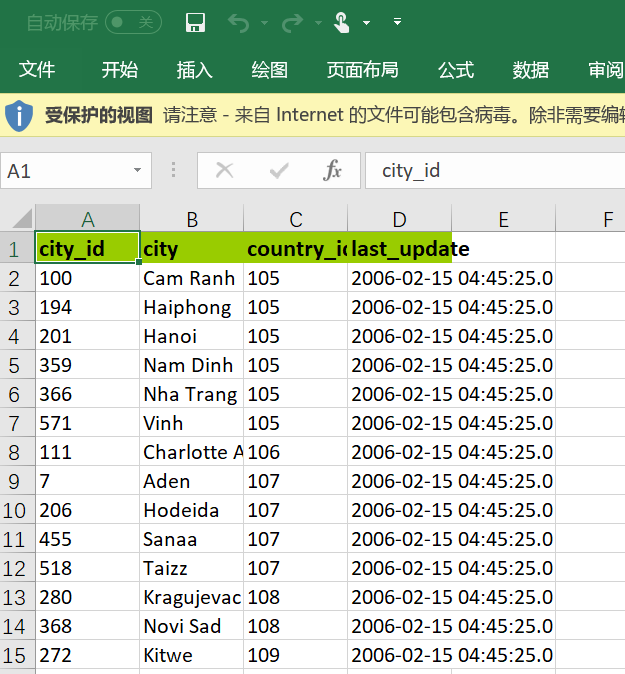 自动保存 关
文件 开始 插入 绘图 页面布局 公式 数据 审阅
受保护的视图 请注意 - 来自 Internet 的文件可能包含病毒。除非需要编辑
A1 fx city_id
A B C D E F
1 city_id city country_id last_update
2 100 Cam Ranh 105 2006-02-15 04:45:25.0
3 194 Haiphong 105 2006-02-15 04:45:25.0
4 201 Hanoi 105 2006-02-15 04:45:25.0
5 359 Nam Dinh 105 2006-02-15 04:45:25.0
6 366 Nha Trang 105 2006-02-15 04:45:25.0
7 571 Vinh 105 2006-02-15 04:45:25.0
8 111 Charlotte A 106 2006-02-15 04:45:25.0
9 7 Aden 107 2006-02-15 04:45:25.0
10 206 Hodeida 107 2006-02-15 04:45:25.0
11 455 Sanaa 107 2006-02-15 04:45:25.0
12 518 Taizz 107 2006-02-15 04:45:25.0
13 280 Kragujevac 108 2006-02-15 04:45:25.0
14 368 Novi Sad 108 2006-02-15 04:45:25.0
15 272 Kitwe 109 2006-02-15 04:45:25.0